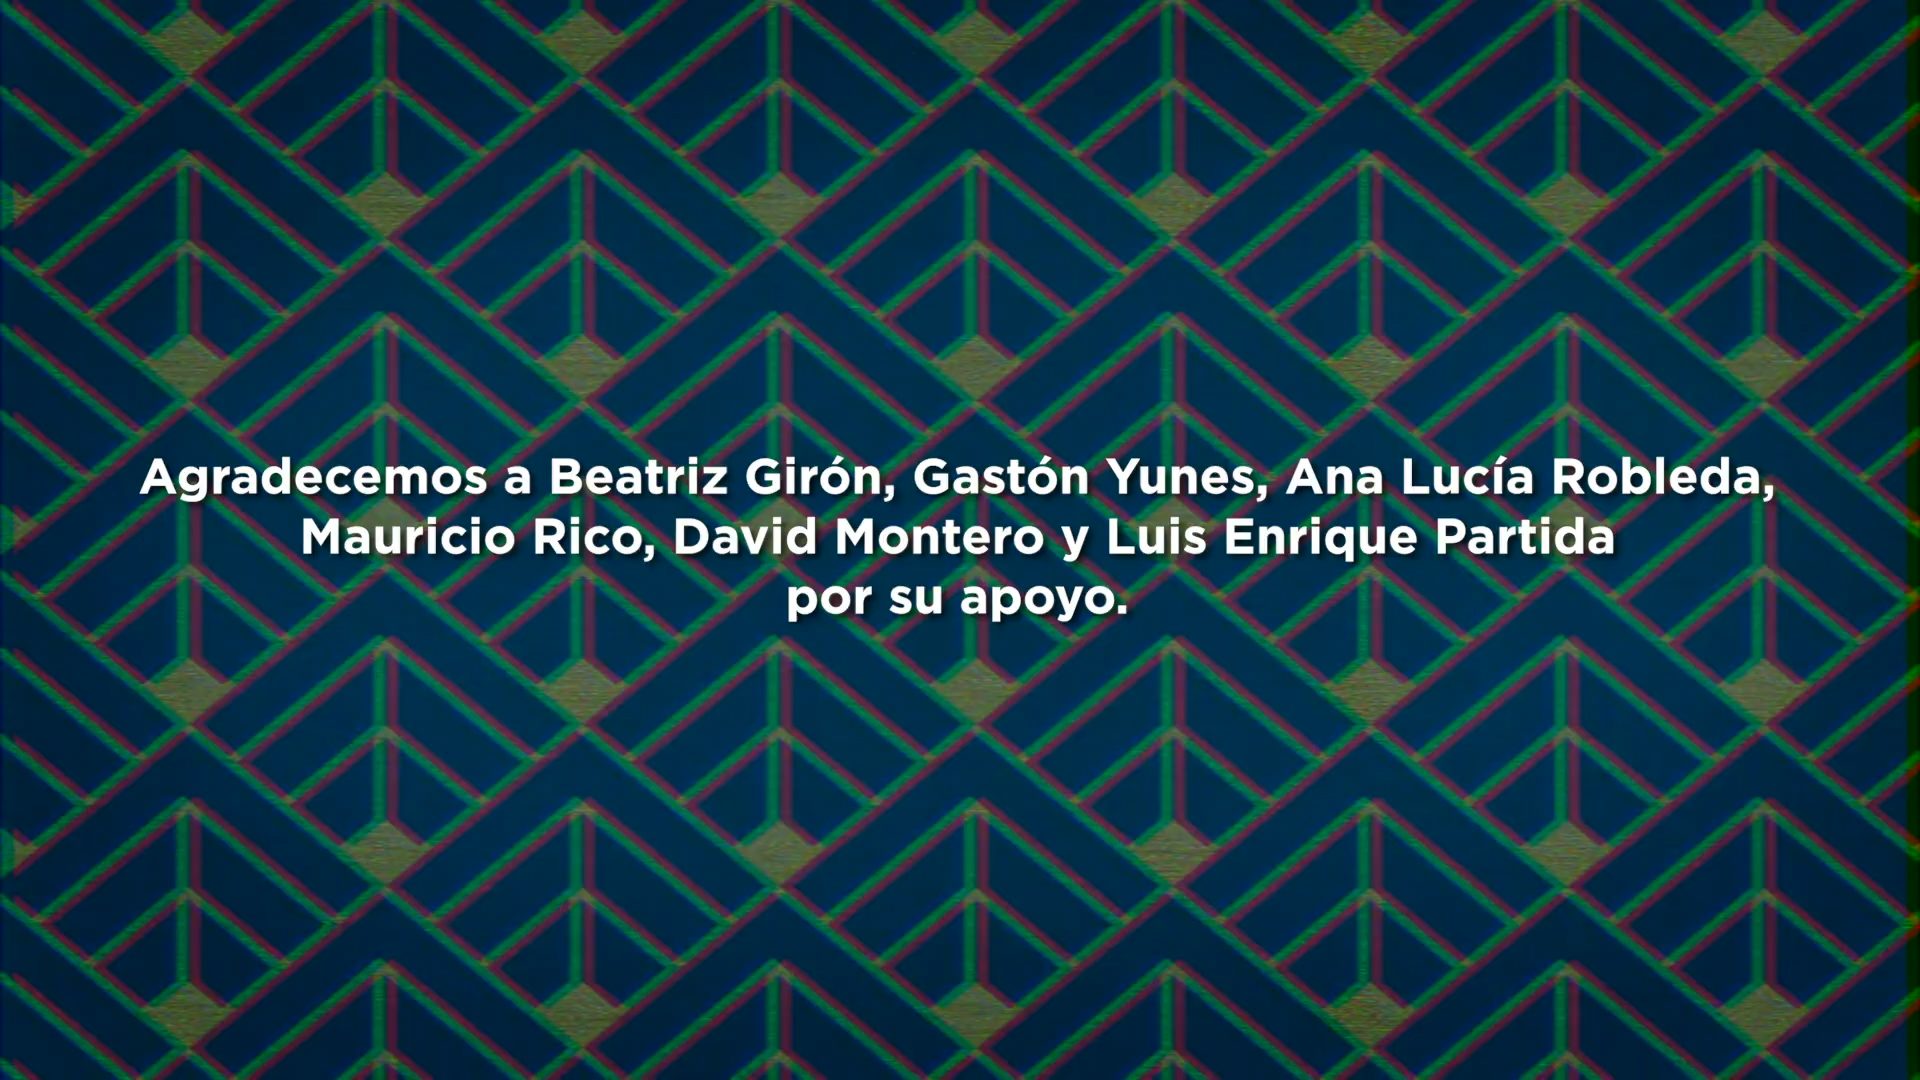 Agradecemos a Beatriz Girón, Gastón Yunes, Ana Lucía Robleda,
Mauricio Rico, David Montero y Luis Enrique Partida
por su apoyo.